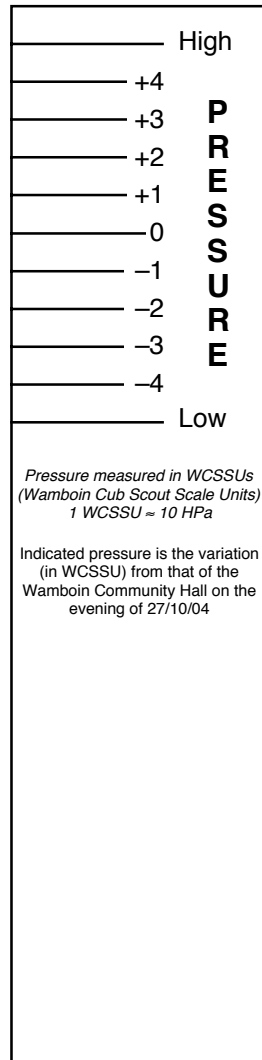 High
+4
+3
+2
+1
0
–1
–2
–3
–4
Low
PRESSURE
Pressure measured in WCSSUs
(Wamboin Cub Scout Scale Units)
1 WCSSU ≈ 10 HPa
Indicated pressure is the variation
(in WCSSU) from that of the
Wamboin Community Hall on the
evening of 27/10/04